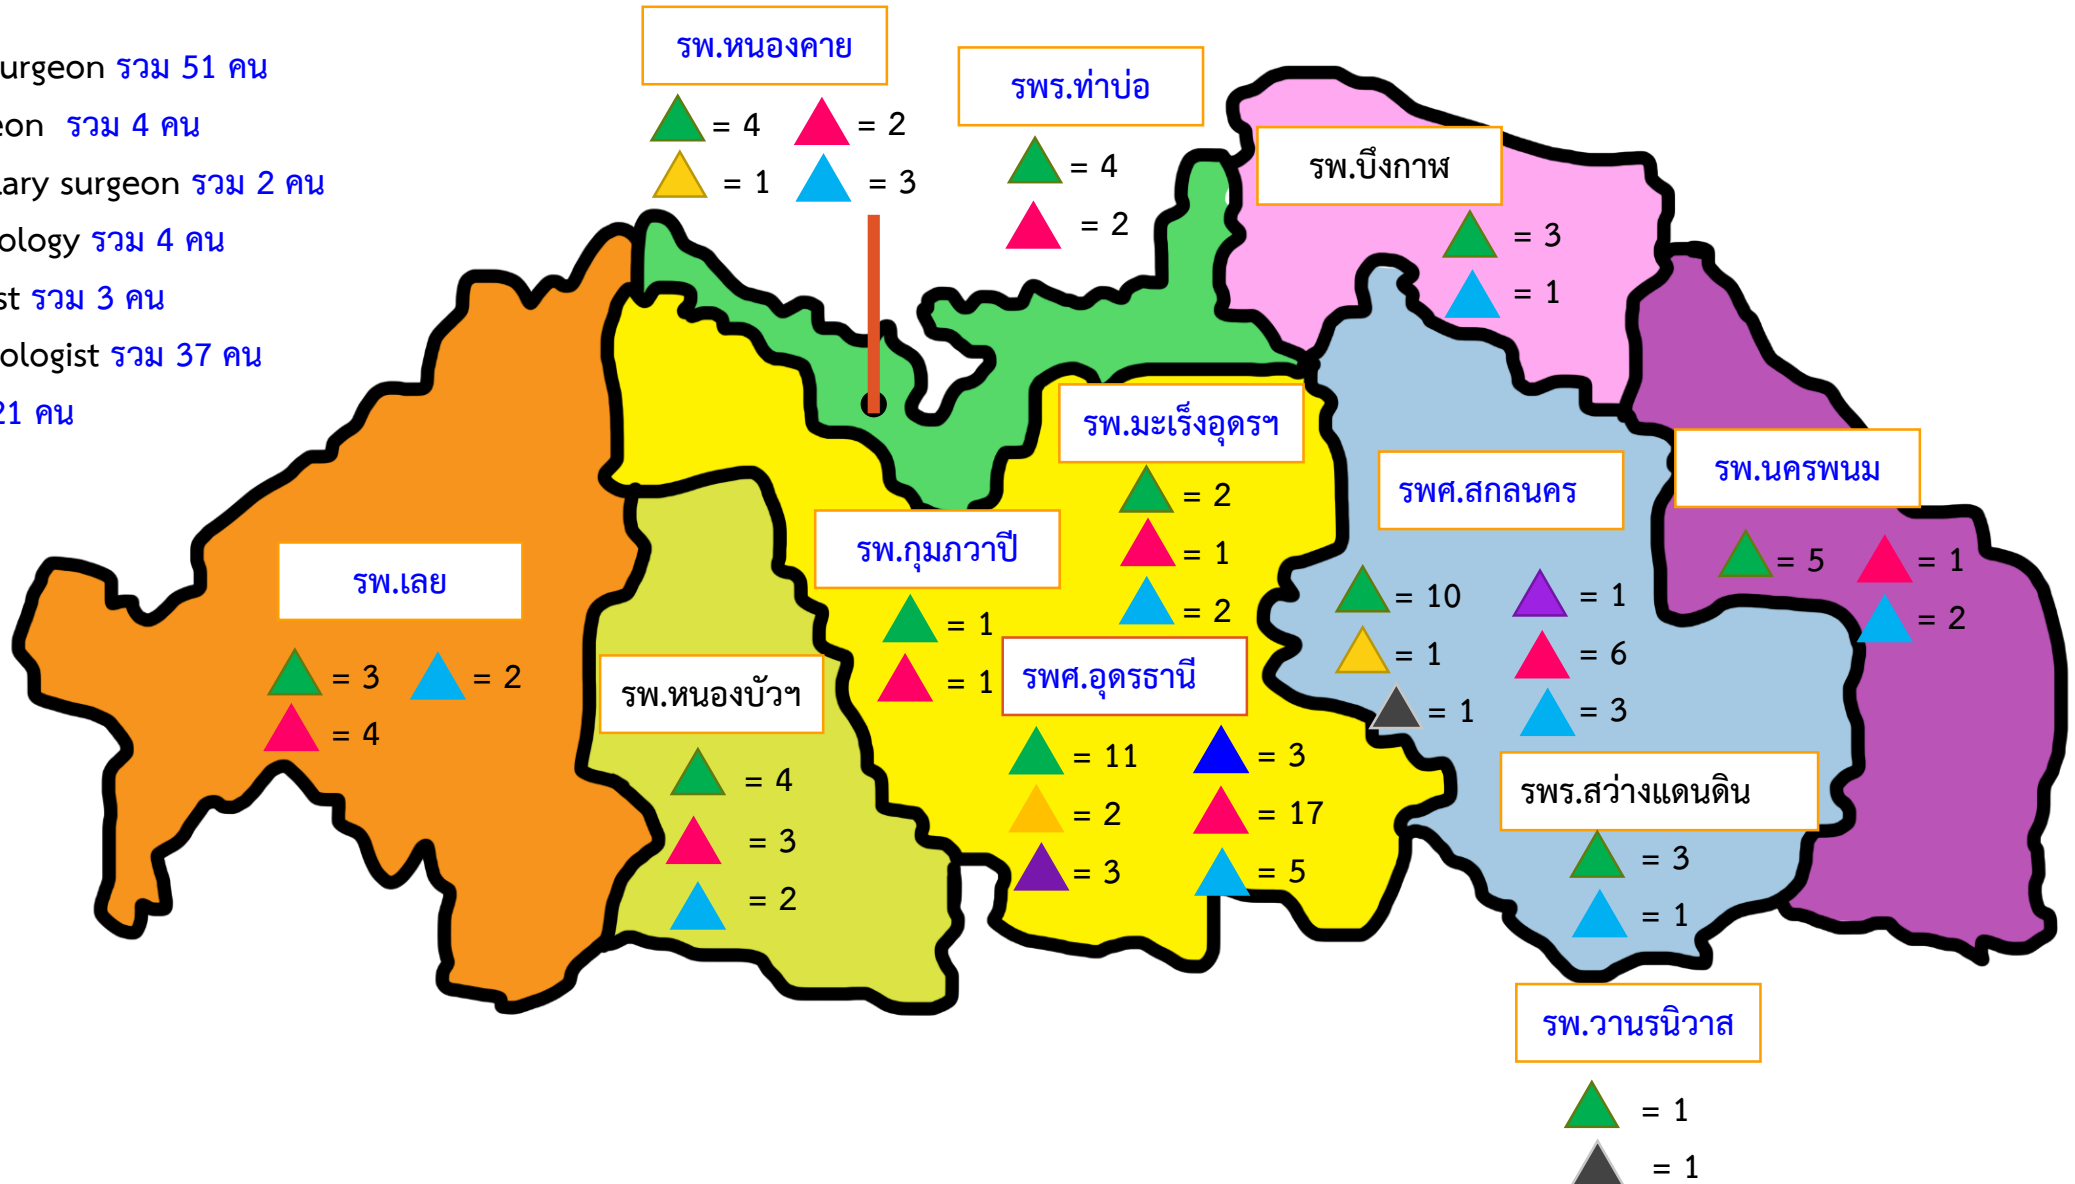 urgeon รวม 51 คน
eon รวม 4 คน
lary surgeon รวม 2 คน
ology รวม 4 คน
st รวม 3 คน
ologist รวม 37 คน
21 คน
รพ.หนองคาย
= 4 = 2
= 1 = 3
รพร.ท่าบ่อ
= 4
= 2
รพ.บึงกาฬ
= 3
= 1
รพ.มะเร็งอุดรฯ
= 2
= 1
= 2
รพศ.สกลนคร
= 10 = 1
= 1 = 6
= 1 = 3
รพ.นครพนม
= 5 = 1
= 2
รพ.กุมภวาปี
= 1
= 1
รพ.เลย
= 3 = 2
= 4
รพ.หนองบัวฯ
= 4
= 3
= 2
รพศ.อุดรธานี
= 11 = 3
= 2 = 17
= 3 = 5
รพร.สว่างแดนดิน
= 3
= 1
รพ.วานรนิวาส
= 1
= 1